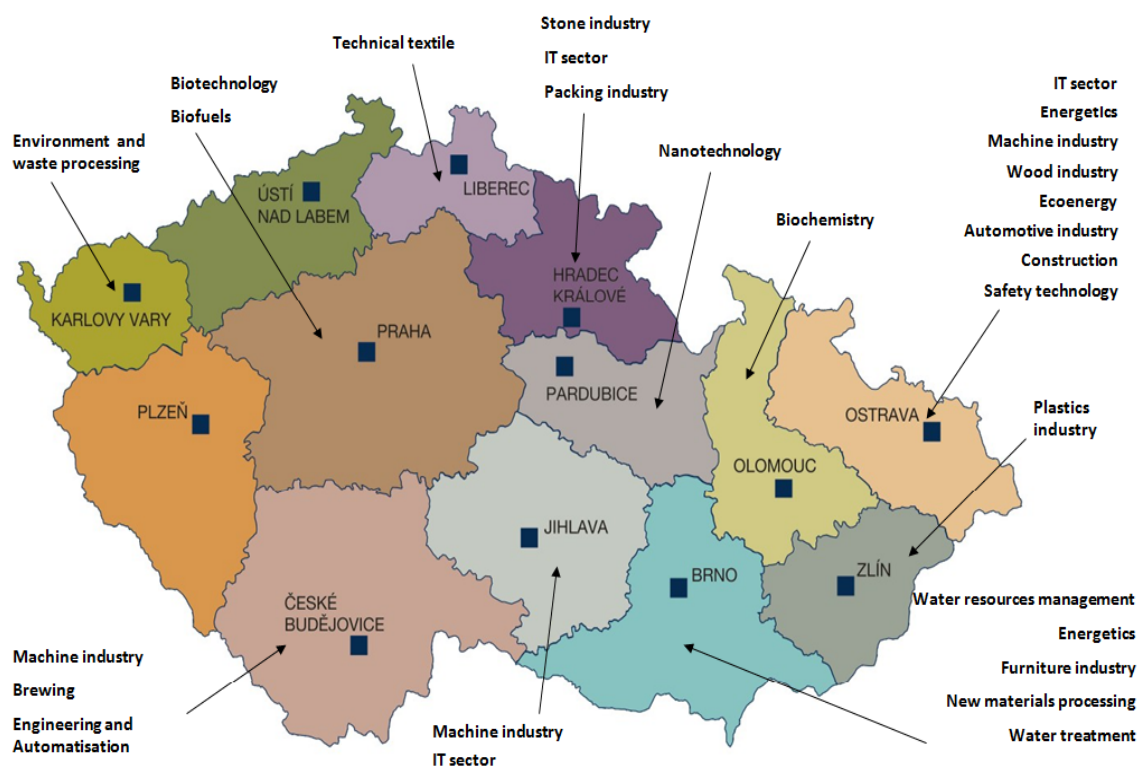 Stone industry
IT sector
Packing industry
Technical textile
Biotechnology
Biofuels
Environment and
waste processing
Nanotechnology
Biochemistry
IT sector
Energetics
Machine industry
Wood industry
Ecoenergy
Automotive industry
Construction
Safety technology
Plastics
industry
ÚSTÍ
NAD LABEM
LIBEREC
HRADEC
KRÁLOVÉ
KARLOVY VARY
PRAHA
PARDUBICE
PLZEŇ
OSTRAVA
OLOMOUC
JIHLAVA
BRNO
ZLÍN
ČESKÉ
BUDĚJOVICE
Water resources management
Energetics
Furniture industry
New materials processing
Water treatment
Machine industry
Brewing
Engineering and
Automatisation
Machine industry
IT sector